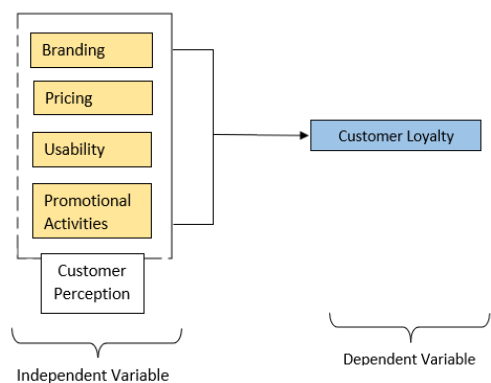 Branding
Pricing
Usability
Promotional
Activities
Customer
Perception
Independent Variable
Customer Loyalty
Dependent Variable